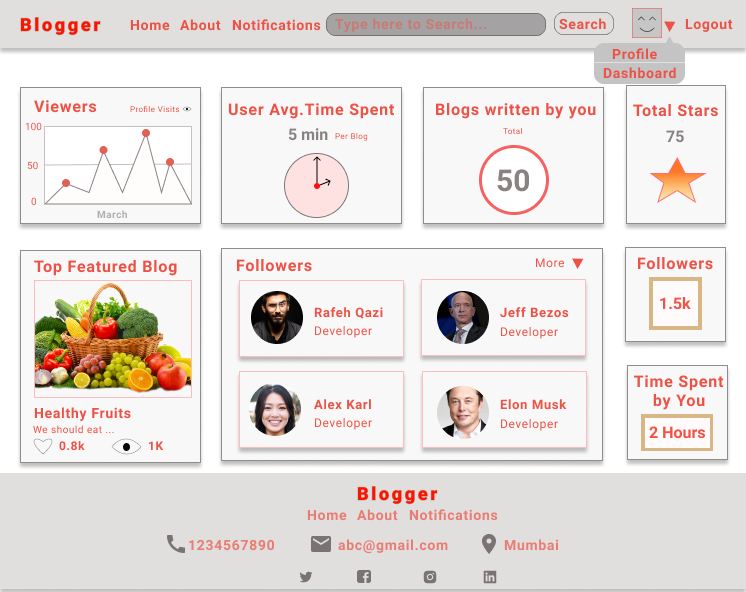 Blogger Home About Notifications Type here to Search... Search Logout
Profile
Dashboard
Viewers Profile Visits
100
50
0
March
User Avg.Time Spent
5 min Per Blog
Blogs written by you
Total
50
Total Stars
75
Top Featured Blog
Healthy Fruits
We should eat ...
0.8k 1K
Followers More
Rafeh Qazi
Developer
Jeff Bezos
Developer
Alex Karl
Developer
Elon Musk
Developer
Followers
1.5k
Time Spent
by You
2 Hours
Blogger
Home About Notifications
1234567890 abc@gmail.com Mumbai